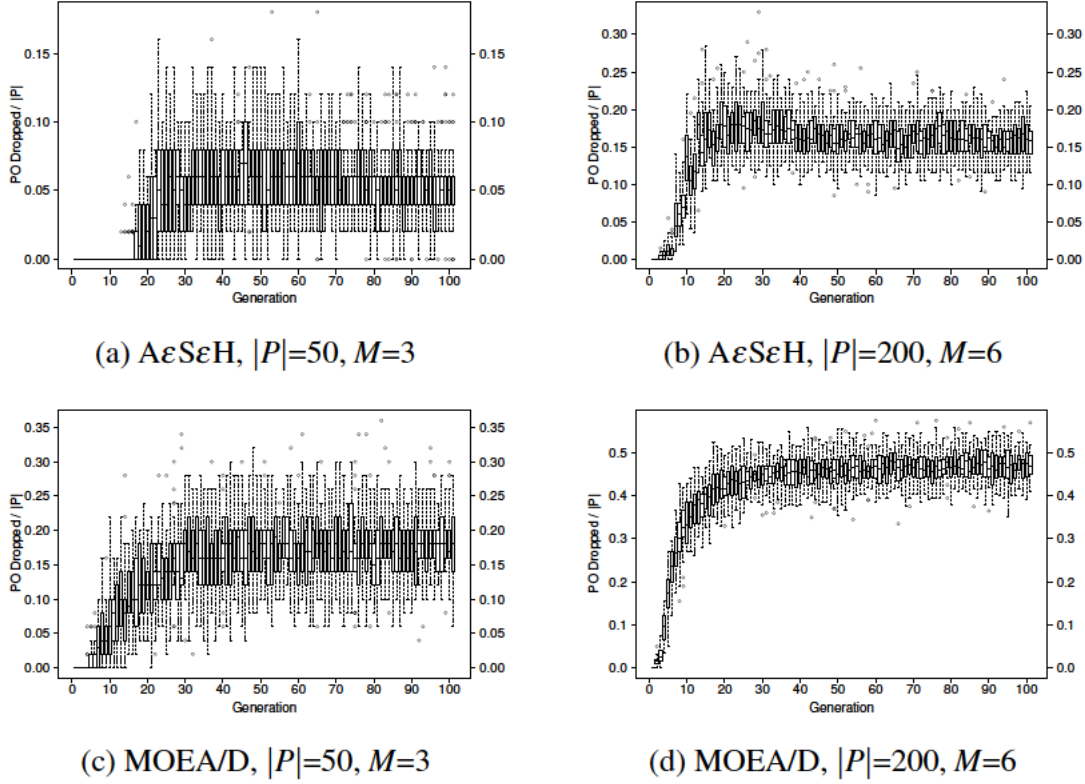 PO Dropped / |P|
0.15 0.15
0.10 0.10
0.05 0.05
0.00 0.00
0 10 20 30 40 50 60 70 80 90 100
Generation
(a) AεSεH, |P|=50, M=3
PO Dropped / |P|
0.30 0.30
0.25 0.25
0.20 0.20
0.15 0.15
0.10 0.10
0.05 0.05
0.00 0.00
0 10 20 30 40 50 60 70 80 90 100
Generation
(b) AεSεH, |P|=200, M=6
PO Dropped / |P|
0.35 0.35
0.30 0.30
0.25 0.25
0.20 0.20
0.15 0.15
0.10 0.10
0.05 0.05
0.00 0.00
0 10 20 30 40 50 60 70 80 90 100
Generation
(c) MOEA/D, |P|=50, M=3
PO Dropped / |P|
0.5 0.5
0.4 0.4
0.3 0.3
0.2 0.2
0.1 0.1
0.0 0.0
0 10 20 30 40 50 60 70 80 90 100
Generation
(d) MOEA/D, |P|=200, M=6